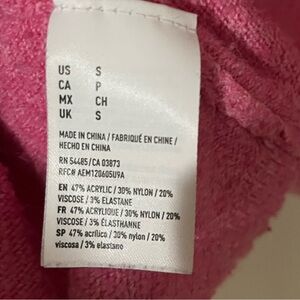 US S
CA P
MX CH
UK S
MADE IN CHINA / FABRIQUÉ EN CHINE /
HECHO EN CHINA
RN 54485/CA 03873
RFC# AEM120605U9A
EN 47% ACRYLIC / 30% NYLON / 20%
VISCOSE / 3% ELASTANE
FR 47% ACRYLIQUE / 30% NYLON / 20%
VISCOSE / 3% ELASTHANE
SP 47% acrílico / 30% nylon / 20%
viscosa / 3% elastano